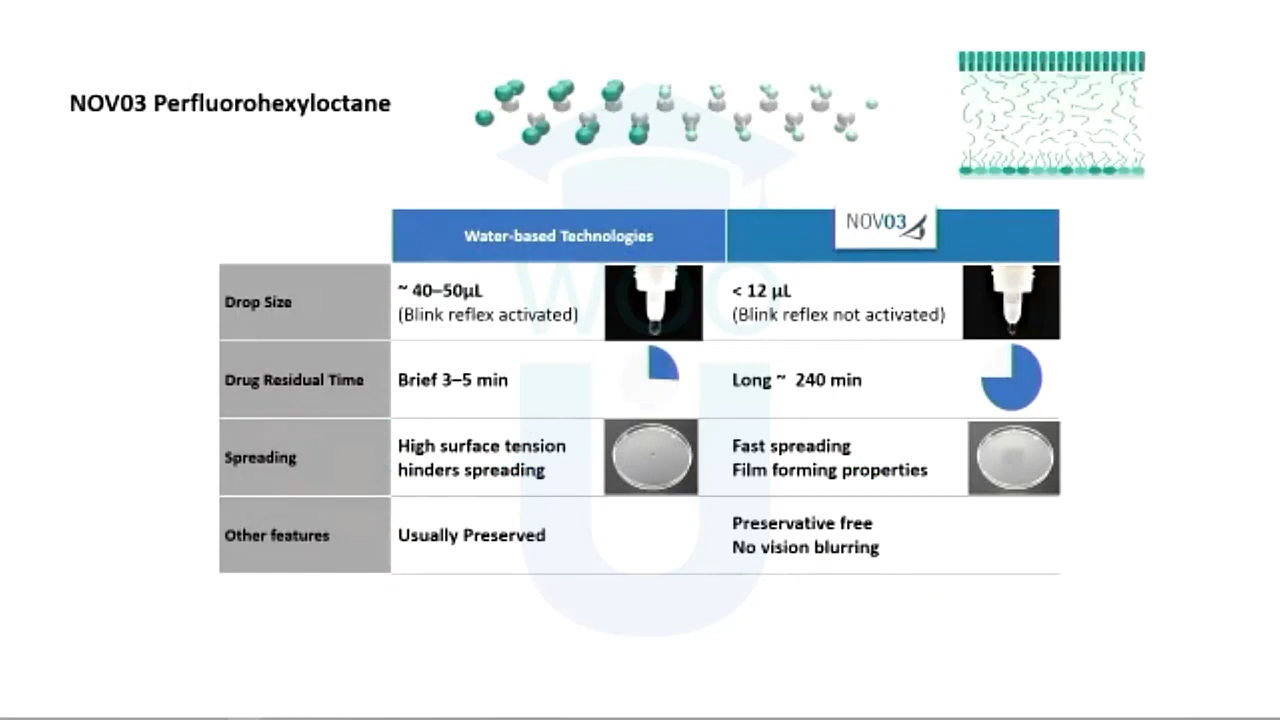 NOV03 Perfluorohexyloctane
Water-based Technologies
NOV03
Drop Size
~ 40–50µL
(Blink reflex activated)
< 12 µL
(Blink reflex not activated)
Drug Residual Time
Brief 3–5 min
Long ~ 240 min
Spreading
High surface tension
hinders spreading
Fast spreading
Film forming properties
Other features
Usually Preserved
Preservative free
No vision blurring
WOO
U